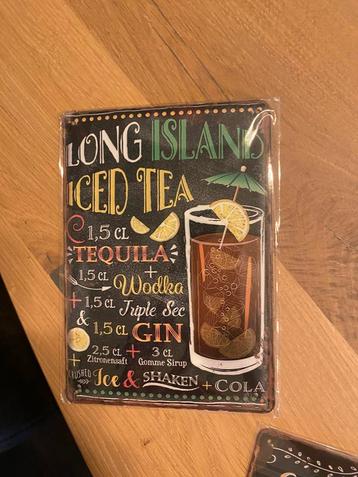 LONG ISLAND
ICED TEA
1,5 CL
TEQUILA
1,5 CL + Wodka
+ 1,5 CL Triple Sec
& 1,5 CL GIN
+ 2,5 CL Zitronensaft + 3 CL Gomme Sirup
Ice & SHAKEN + COLA